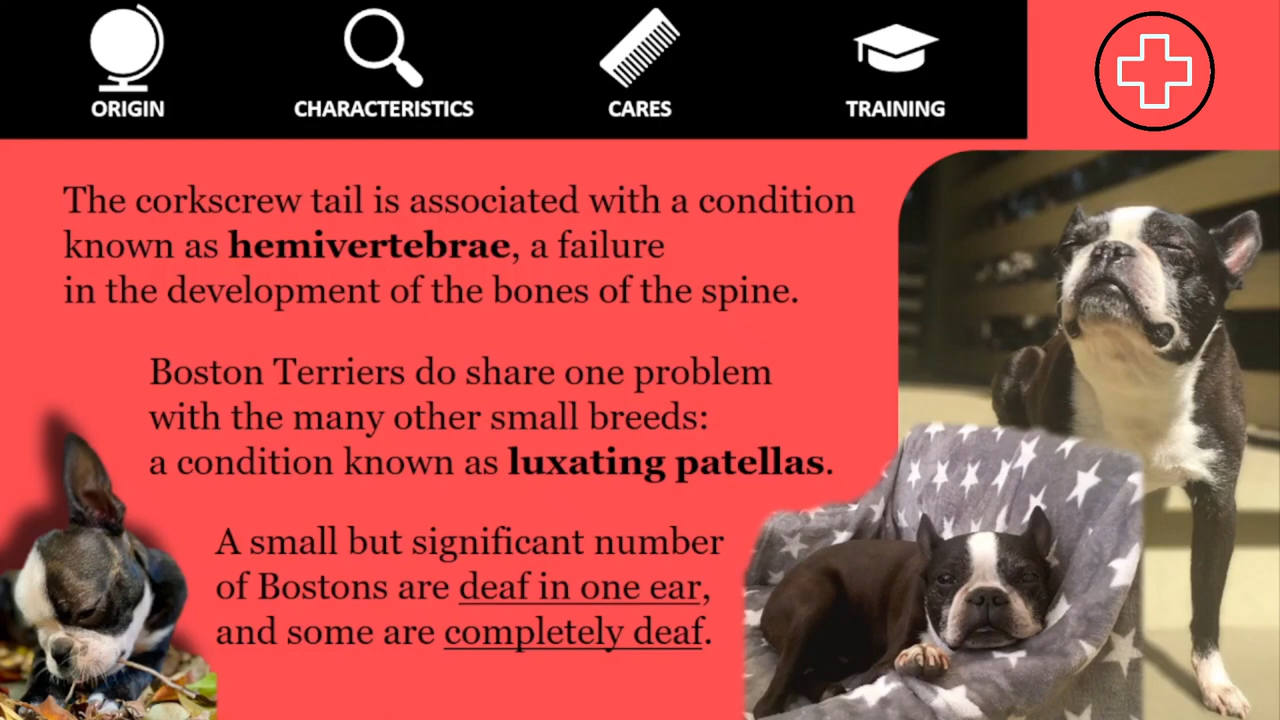 ORIGIN
CHARACTERISTICS
CARES
TRAINING
The corkscrew tail is associated with a condition
known as hemivertebrae, a failure
in the development of the bones of the spine.
Boston Terriers do share one problem
with the many other small breeds:
a condition known as luxating patellas.
A small but significant number
of Bostons are deaf in one ear,
and some are completely deaf.